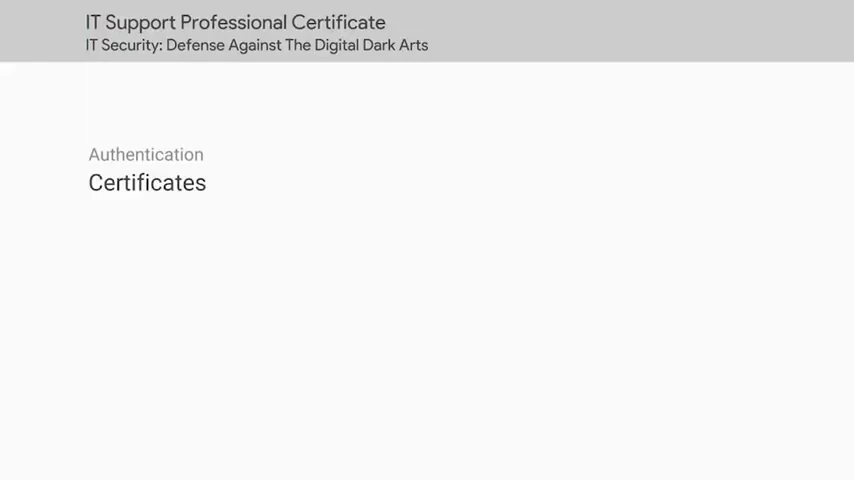 IT Support Professional Certificate
IT Security: Defense Against The Digital Dark Arts
Authentication
Certificates